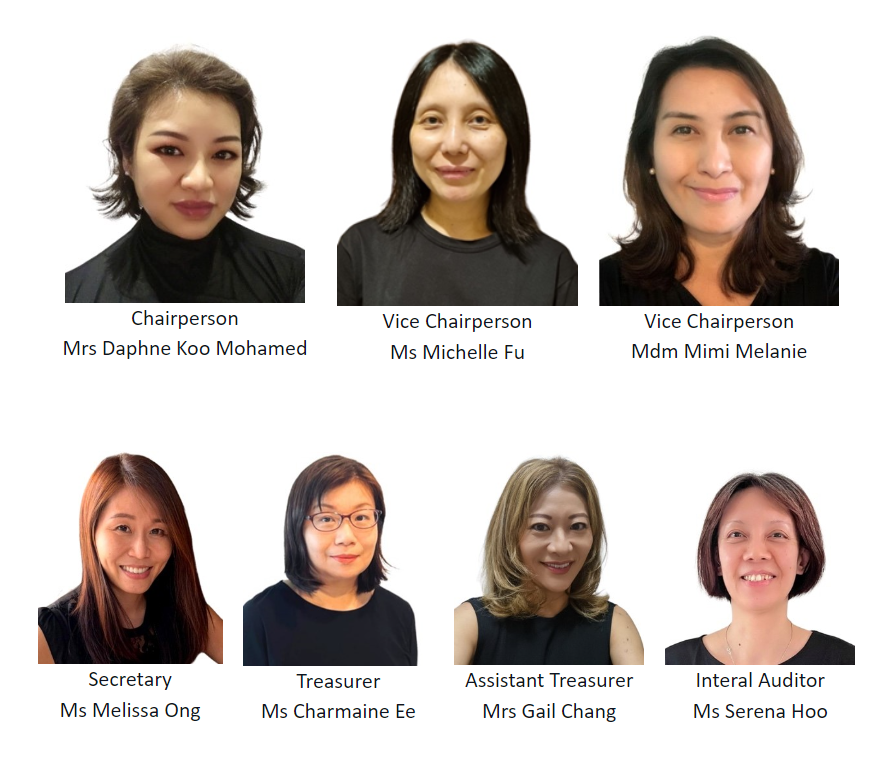 Chairperson
Mrs Daphne Koo Mohamed
Vice Chairperson
Ms Michelle Fu
Vice Chairperson
Mdm Mimi Melanie
Secretary
Ms Melissa Ong
Treasurer
Ms Charmaine Ee
Assistant Treasurer
Mrs Gail Chang
Interal Auditor
Ms Serena Hoo